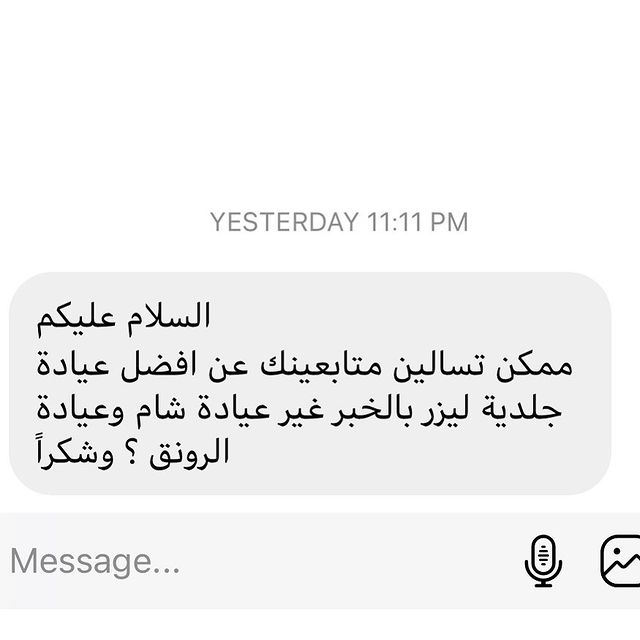 YESTERDAY 11:11 PM
السلام عليكم
ممكن تسالين متابعينك عن افضل عيادة
جلدية ليزر بالخبر غير عيادة شام وعيادة
الرونق ؟ وشكراً
Message...